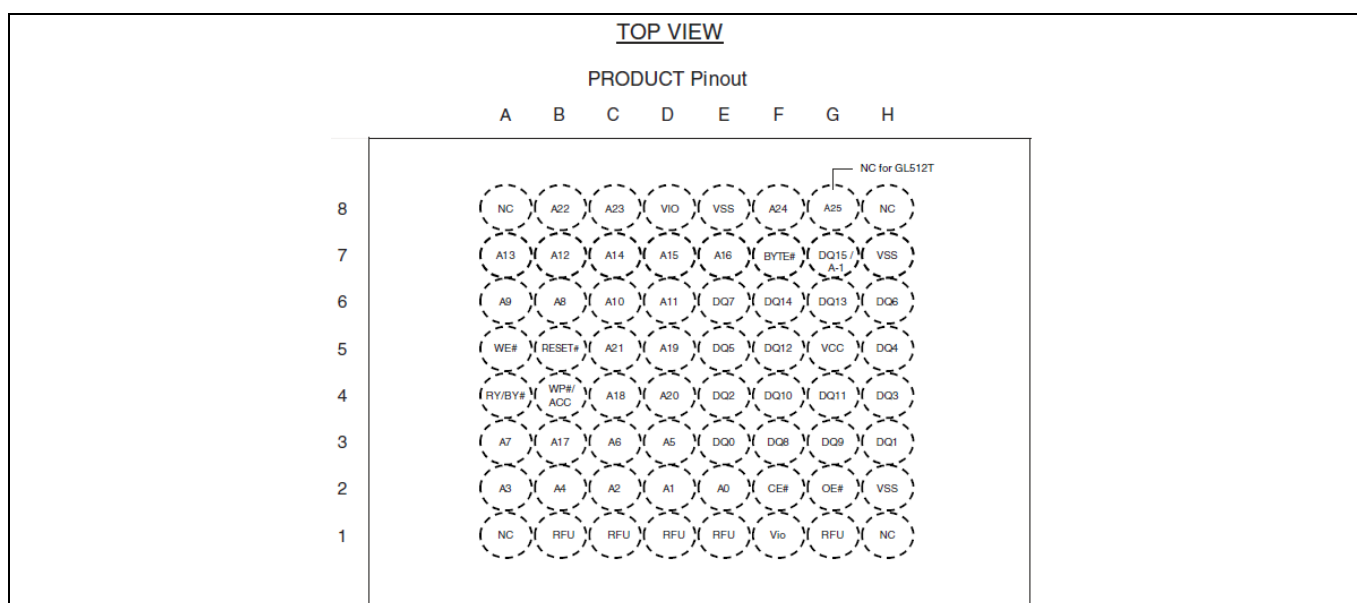 TOP VIEW
PRODUCT Pinout
A B C D E F G H
NC for GL512T
8 NC A22 A23 VIO VSS A24 A25 NC
7 A13 A12 A14 A15 A16 BYTE# DQ15 / A-1 VSS
6 A9 A8 A10 A11 DQ7 DQ14 DQ13 DQ6
5 WE# RESET# A21 A19 DQ5 DQ12 VCC DQ4
4 RY/BY# WP#/ ACC A18 A20 DQ2 DQ10 DQ11 DQ3
3 A7 A17 A6 A5 DQ0 DQ8 DQ9 DQ1
2 A3 A4 A2 A1 A0 CE# OE# VSS
1 NC RFU RFU RFU RFU Vio RFU NC